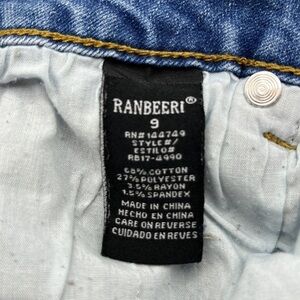 RANBEERI®
9
RN#144749
STYLE#/
ESTILO#
RB17-4990
68% COTTON
27% POLYESTER
3.5% RAYON
1.5% SPANDEX
MADE IN CHINA
HECHO EN CHINA
CARE ON REVERSE
CUIDADO EN REVES